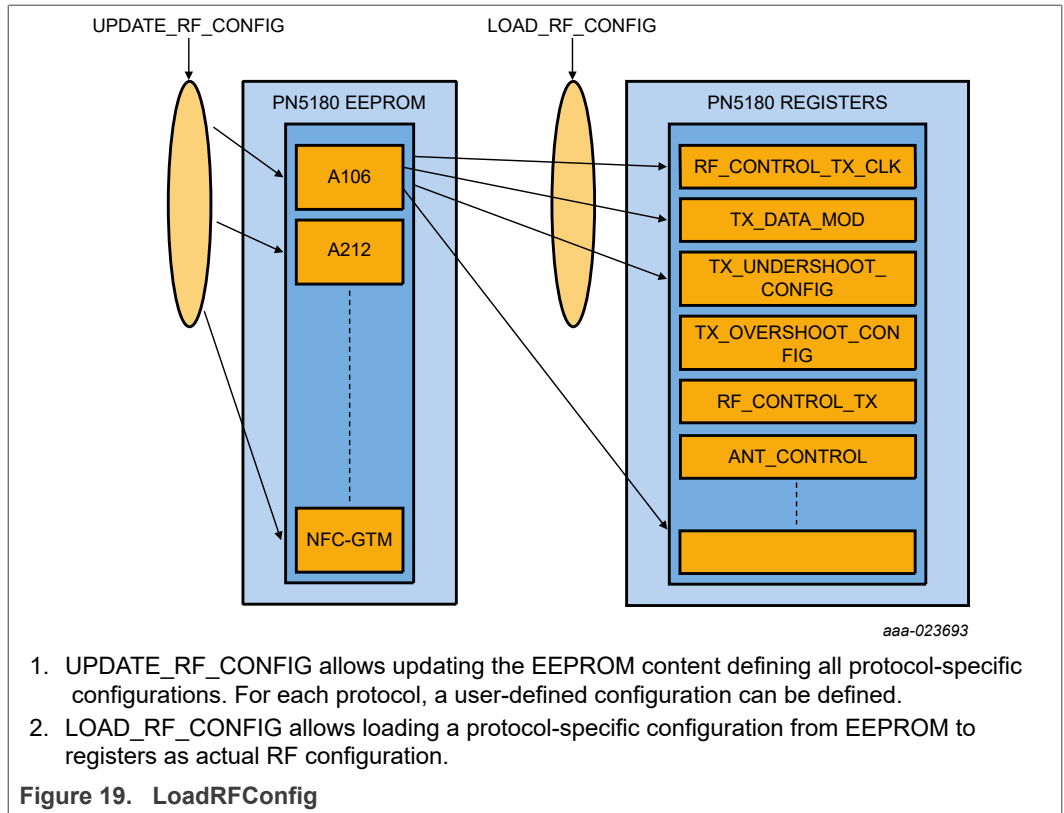 UPDATE_RF_CONFIG
LOAD_RF_CONFIG
PN5180 EEPROM
A106
A212
NFC-GTM
PN5180 REGISTERS
RF_CONTROL_TX_CLK
TX_DATA_MOD
TX_UNDERSHOOT_
CONFIG
TX_OVERSHOOT_CON
FIG
RF_CONTROL_TX
ANT_CONTROL
aaa-023693
1. UPDATE_RF_CONFIG allows updating the EEPROM content defining all protocol-specific
configurations. For each protocol, a user-defined configuration can be defined.
2. LOAD_RF_CONFIG allows loading a protocol-specific configuration from EEPROM to
registers as actual RF configuration.
Figure 19. LoadRFConfig